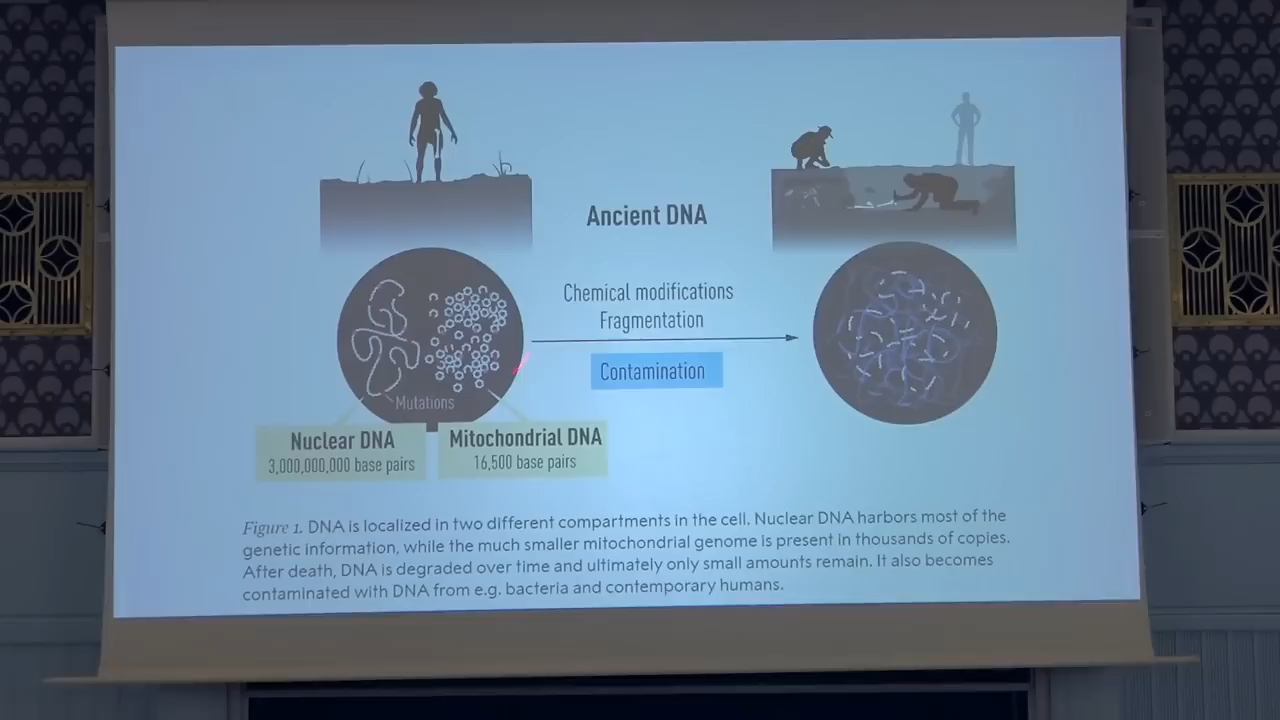 Ancient DNA
Chemical modifications
Fragmentation
Contamination
Mutations
Nuclear DNA
3,000,000,000 base pairs
Mitochondrial DNA
16,500 base pairs
Figure 1. DNA is localized in two different compartments in the cell. Nuclear DNA harbors most of the
genetic information, while the much smaller mitochondrial genome is present in thousands of copies.
After death, DNA is degraded over time and ultimately only small amounts remain. It also becomes
contaminated with DNA from e.g. bacteria and contemporary humans.